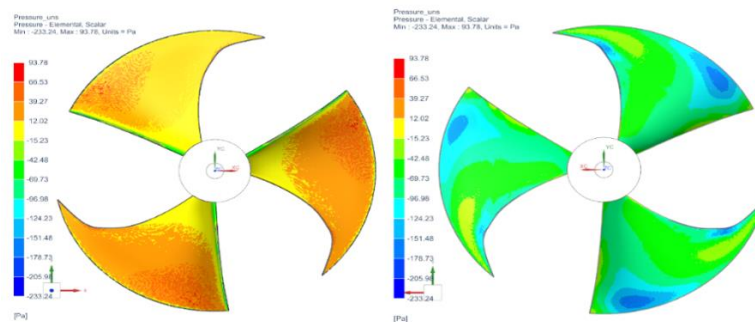 Pressure_uns
Pressure - Elemental, Scalar
Min : -233.24, Max : 93.78, Units = Pa
93.78
66.53
39.27
12.02
-15.23
-42.48
-69.73
-96.98
-124.23
-151.48
-178.73
-205.98
-233.24
[Pa]
YC
XC
Pressure_uns
Pressure - Elemental, Scalar
Min : -233.24, Max : 93.78, Units = Pa
93.78
66.53
39.27
12.02
-15.23
-42.48
-69.73
-96.98
-124.23
-151.48
-178.73
-205.98
-233.24
[Pa]
YC
XC